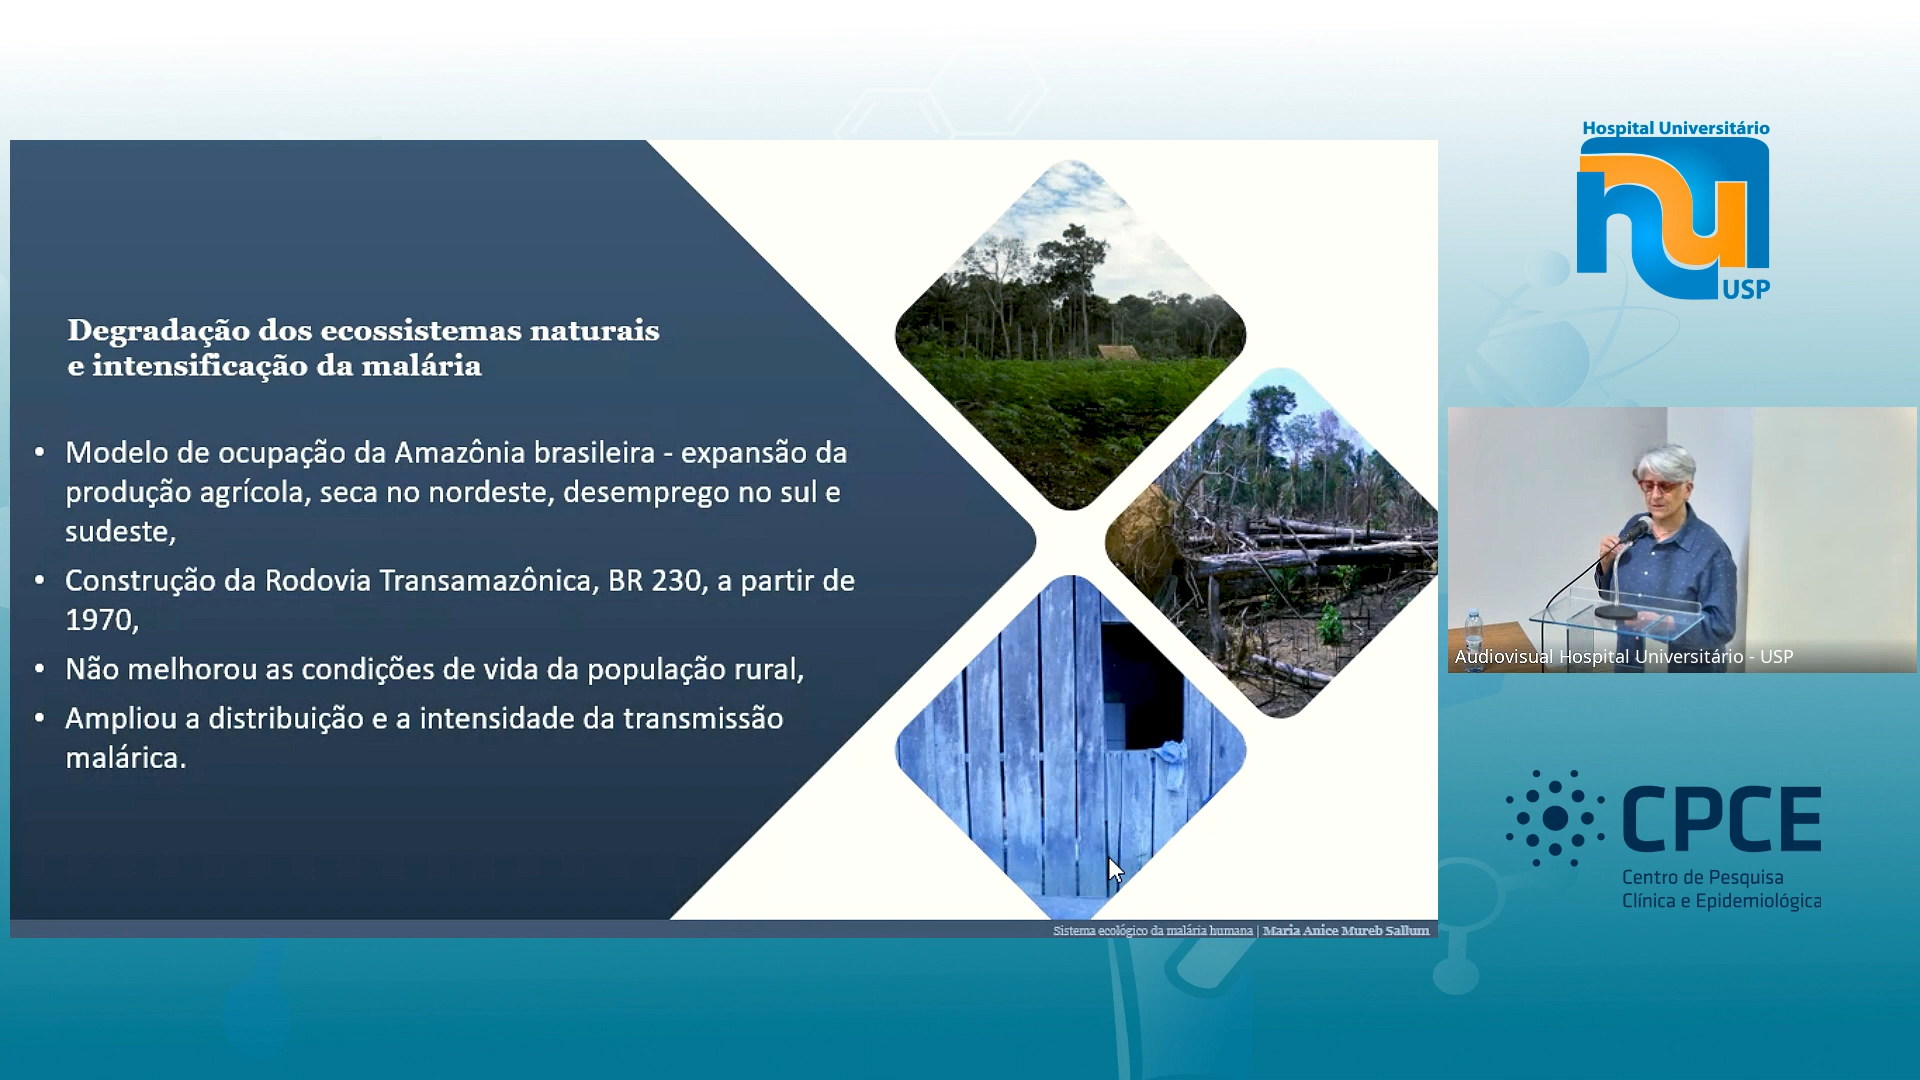 Hospital Universitário
hu
USP
Degradação dos ecossistemas naturais
e intensificação da malária
• Modelo de ocupação da Amazônia brasileira - expansão da
produção agrícola, seca no nordeste, desemprego no sul e
sudeste,
• Construção da Rodovia Transamazônica, BR 230, a partir de
1970,
• Não melhorou as condições de vida da população rural,
• Ampliou a distribuição e a intensidade da transmissão
malárica.
Sistema ecológico da malária humana | Maria Anice Mureb Sallum
Audiovisual Hospital Universitário - USP
CPCE
Centro de Pesquisa
Clínica e Epidemiológica